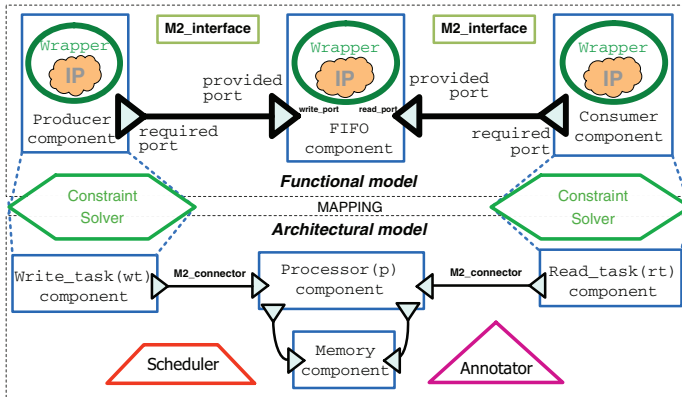 M2_interface
M2_interface
Wrapper
IP
Wrapper
IP
Wrapper
IP
provided
port
provided
port
write_port
read_port
Producer
component
required
port
FIFO
component
required
port
Consumer
component
Functional model
Constraint
Solver
MAPPING
Constraint
Solver
Architectural model
Write_task(wt)
component
M2_connector
Processor(p)
component
M2_connector
Read_task(rt)
component
Scheduler
Memory
component
Annotator